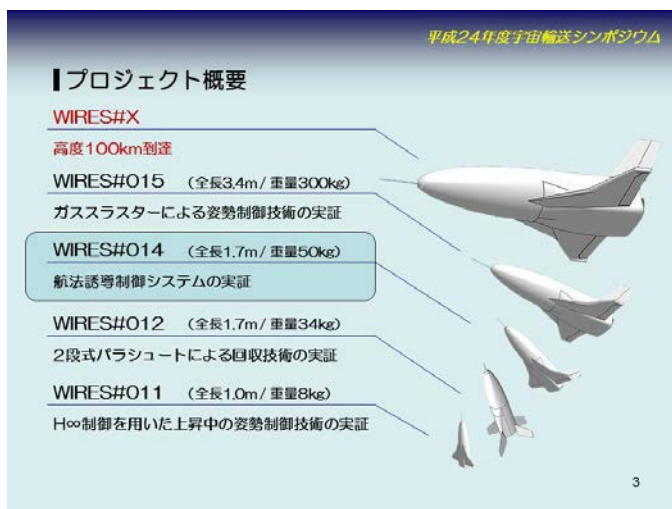 平成24年度宇宙輸送シンポジウム
プロジェクト概要
WIRES#X
高度100km到達
WIRES#015 (全長3.4m/重量300kg)
ガススラスターによる姿勢制御技術の実証
WIRES#014 (全長1.7m/重量50kg)
航法誘導制御システムの実証
WIRES#012 (全長1.7m/重量34kg)
2段式パラシュートによる回収技術の実証
WIRES#011 (全長1.0m/重量8kg)
H∞制御を用いた上昇中の姿勢制御技術の実証
3